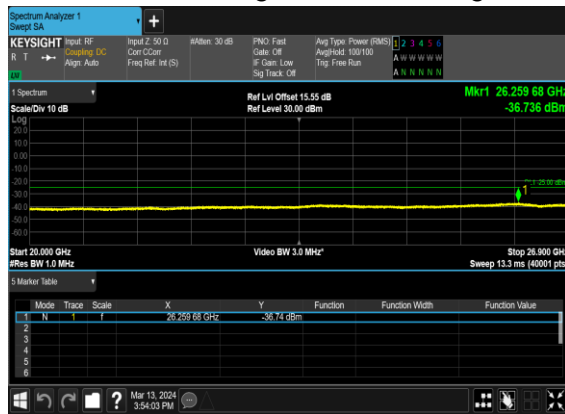 Spectrum Analyzer 1
Swept SA
KEYSIGHT Input: RF Input Z: 50 Ω #Atten: 30 dB PNO: Fast Avg Type: Power (RMS) 1 2 3 4 5 6
R T Coupling: DC Corr CCorr Gate: Off Avg|Hold: 100/100 A W W W W W
Align: Auto Freq Ref: Int (S) IF Gain: Low Trig: Free Run
LW Sig Track: Off A N N N N N
1 Spectrum Ref Lvl Offset 15.55 dB Mkr1 26.259 68 GHz
Scale/Div 10 dB Ref Level 30.00 dBm -36.736 dBm
Log
20.0
10.0
0.00
-10.0
-20.0
DL1 -25.00 dBm
-30.0
1
-40.0
-50.0
-60.0
Start 20.000 GHz Video BW 3.0 MHz* Stop 26.900 GHz
#Res BW 1.0 MHz Sweep 13.3 ms (40001 pts
5 Marker Table
Mode Trace Scale X Y Function Function Width Function Value
1 N 1 f 26.259 68 GHz -36.74 dBm
2
3
4
5
6
? Mar 13, 2024
3:54:03 PM